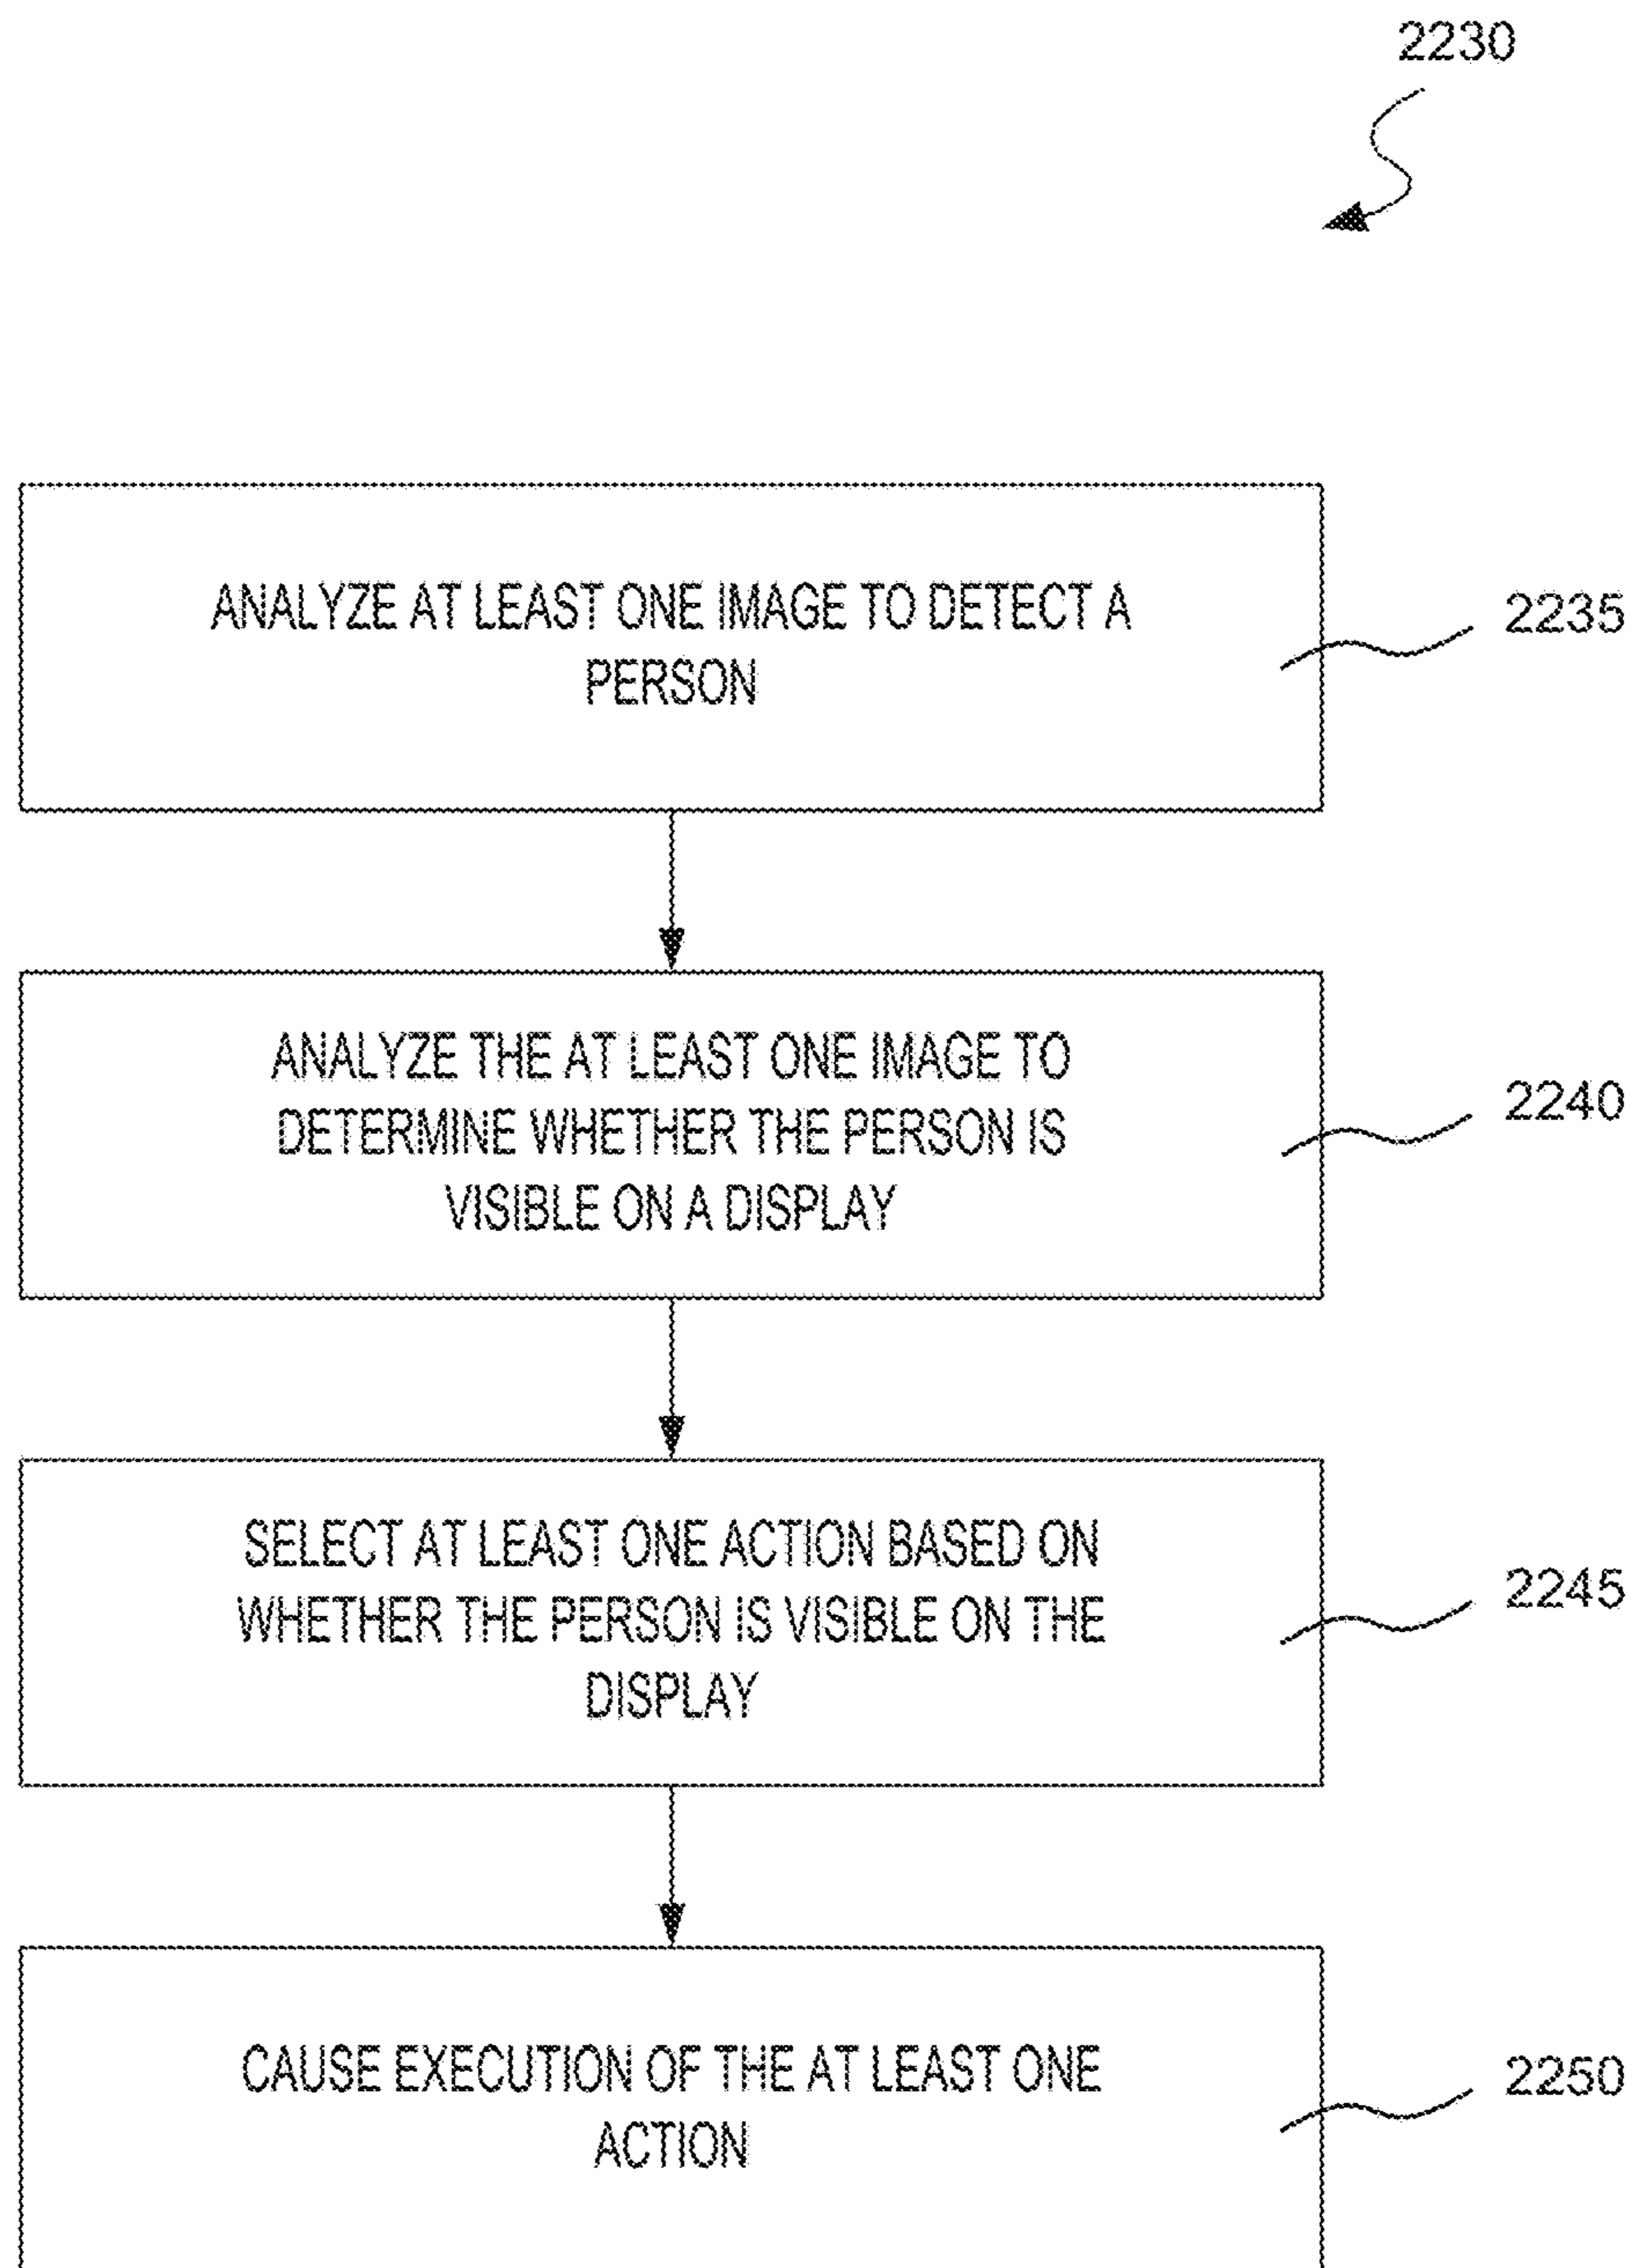 2230
ANALYZE AT LEAST ONE IMAGE TO DETECT A
PERSON
2235
ANALYZE THE AT LEAST ONE IMAGE TO
DETERMINE WHETHER THE PERSON IS
VISIBLE ON A DISPLAY
2240
SELECT AT LEAST ONE ACTION BASED ON
WHETHER THE PERSON IS VISIBLE ON THE
DISPLAY
2245
CAUSE EXECUTION OF THE AT LEAST ONE
ACTION
2250